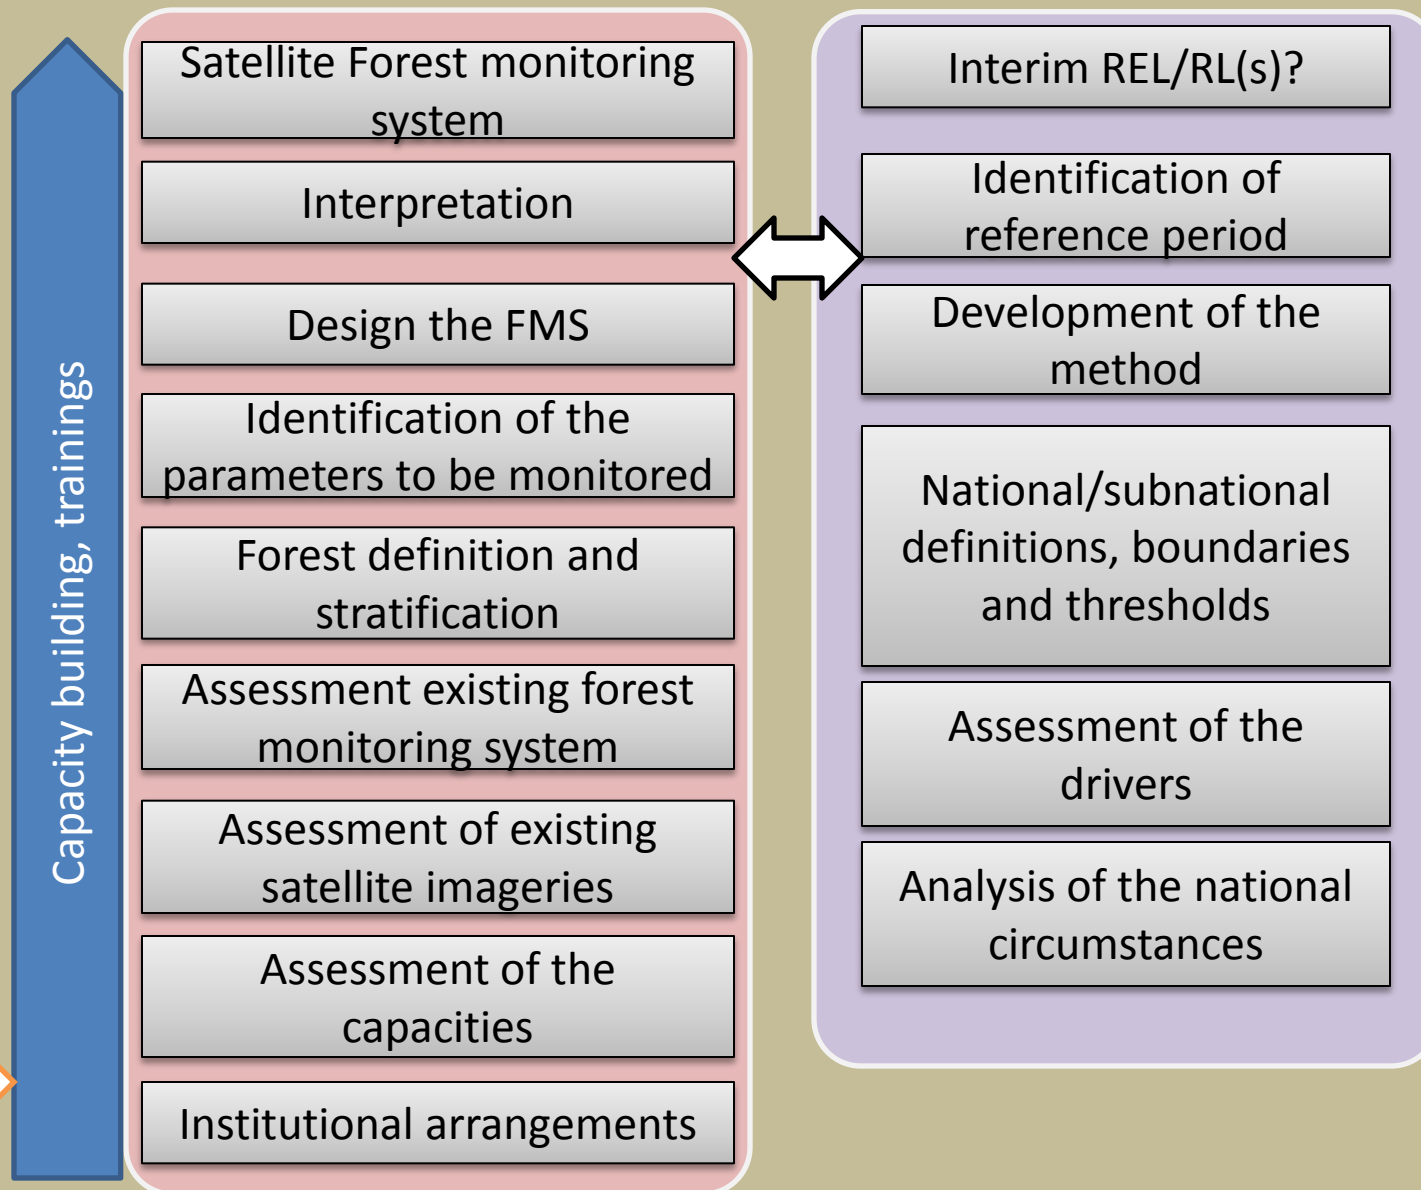 Capacity building, trainings
Satellite Forest monitoring
system
Interpretation
Design the FMS
Identification of the
parameters to be monitored
Forest definition and
stratification
Assessment existing forest
monitoring system
Assessment of existing
satellite imageries
Assessment of the
capacities
Institutional arrangements
Interim REL/RL(s)?
Identification of
reference period
Development of the
method
National/subnational
definitions, boundaries
and thresholds
Assessment of the
drivers
Analysis of the national
circumstances